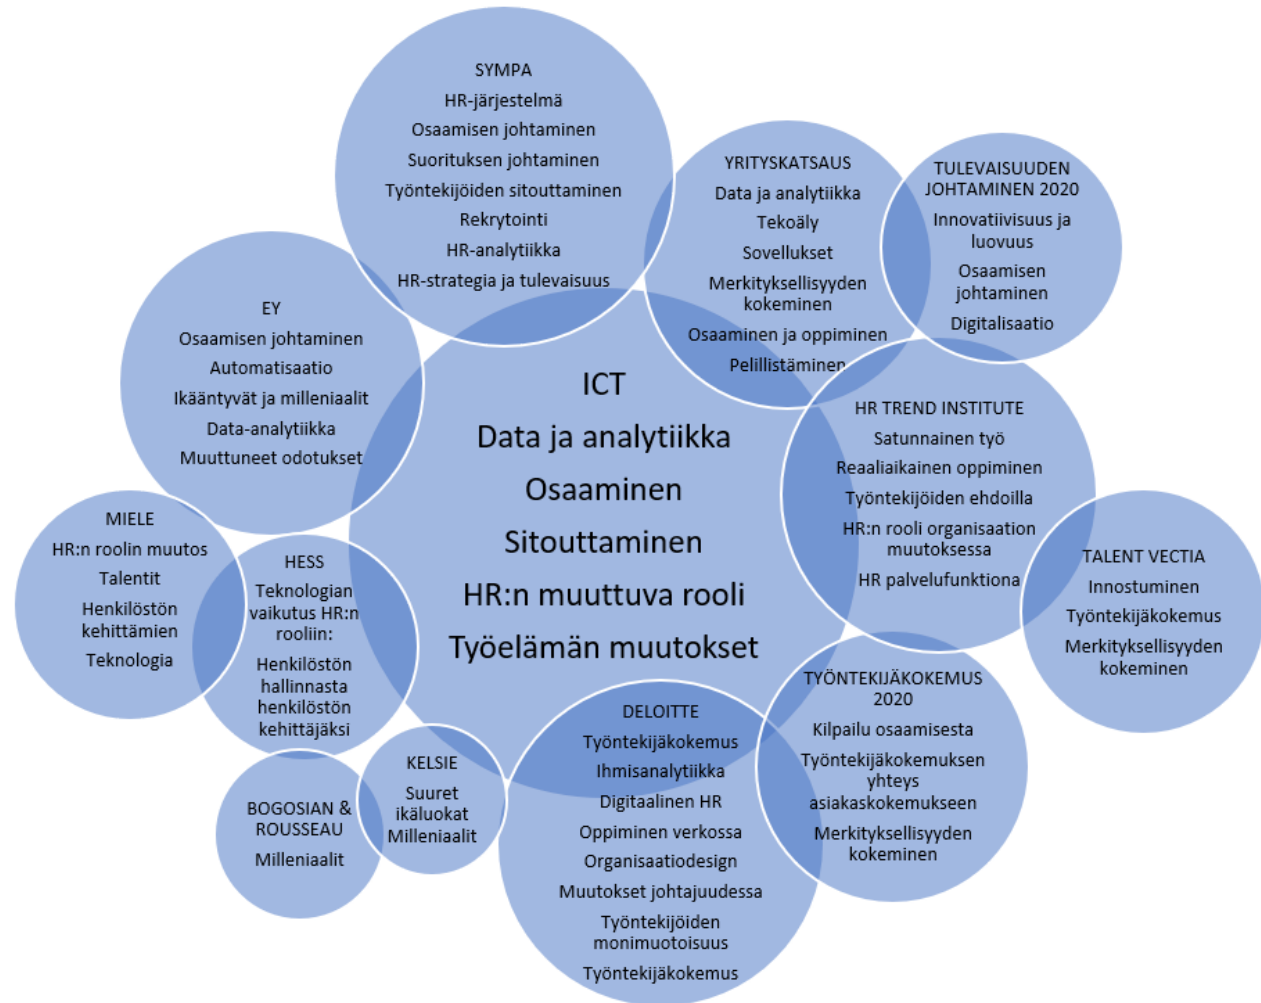 SYMPA
HR-järjestelmä
Osaamisen johtaminen
Suorituksen johtaminen
Työntekijöiden sitouttaminen
Rekrytointi
HR-analytiikka
HR-strategia ja tulevaisuus
YRITYSKATSAUS
Data ja analytiikka
Tekoäly
Sovellukset
Merkityksellisyyden
kokeminen
Osaaminen ja oppiminen
Pelillistäminen
TULEVAISUUDEN
JOHTAMINEN 2020
Innovatiivisuus ja
luovuus
Osaamisen
johtaminen
Digitalisaatio
EY
Osaamisen johtaminen
Automatisaatio
Ikääntyvät ja milleniaalit
Data-analytiikka
Muuttuneet odotukset
ICT
Data ja analytiikka
Osaaminen
Sitouttaminen
HR:n muuttuva rooli
Työelämän muutokset
HR TREND INSTITUTE
Satunnainen työ
Reaaliaikainen oppiminen
Työntekijöiden ehdoilla
HR:n rooli organisaation
muutoksessa
HR palvelufunktiona
MIELE
HR:n roolin muutos
Talentit
Henkilöstön
kehittämien
Teknologia
HESS
Teknologian
vaikutus HR:n
rooliin:
Henkilöstön
hallinnasta
henkilöstön
kehittäjäksi
TALENT VECTIA
Innostuminen
Työntekijäkokemus
Merkityksellisyyden
kokeminen
TYÖNTEKIJÄKOKEMUS
2020
Kilpailu osaamisesta
Työntekijäkokemuksen
yhteys
asiakaskokemukseen
Merkityksellisyyden
kokeminen
DELOITTE
Työntekijäkokemus
Ihmisanalytiikka
Digitaalinen HR
Oppiminen verkossa
Organisaatiodesign
Muutokset johtajuudessa
Työntekijöiden
monimuotoisuus
Työntekijäkokemus
KELSIE
Suuret
ikäluokat
Milleniaalit
BOGOSIAN &
ROUSSEAU
Milleniaalit